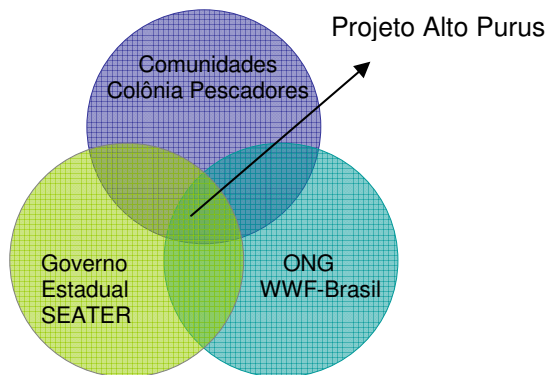 Projeto Alto Purus
Comunidades
Colônia Pescadores
Governo
Estadual
SEATER
ONG
WWF-Brasil